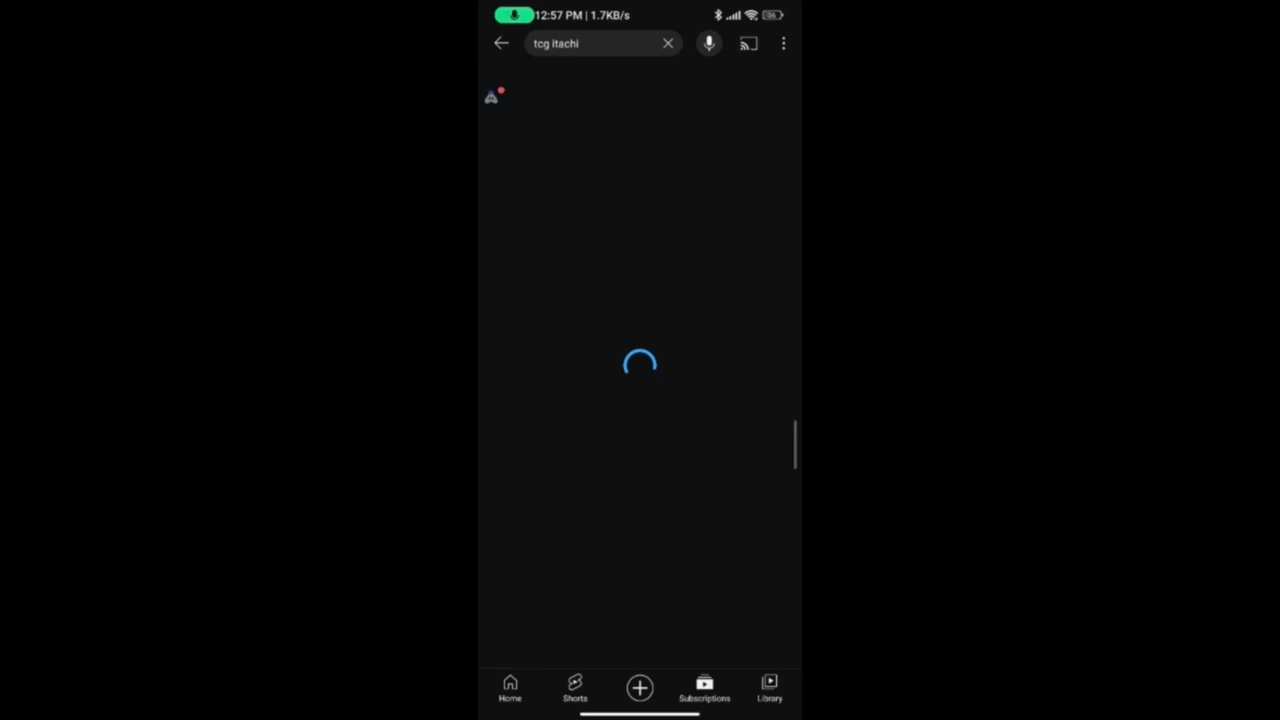 12:57 PM | 1.7KB/s
tcg itachi
Home
Shorts
Subscriptions
Library